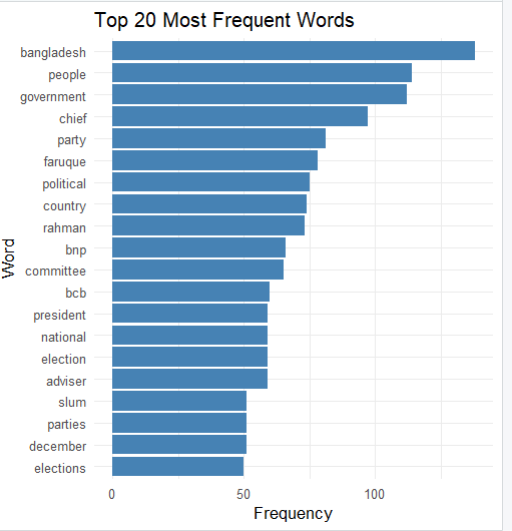 Top 20 Most Frequent Words
bangladesh
people
government
chief
party
faruque
political
country
rahman
bnp
committee
bcb
president
national
election
adviser
slum
parties
december
elections
Word
0 50 100
Frequency